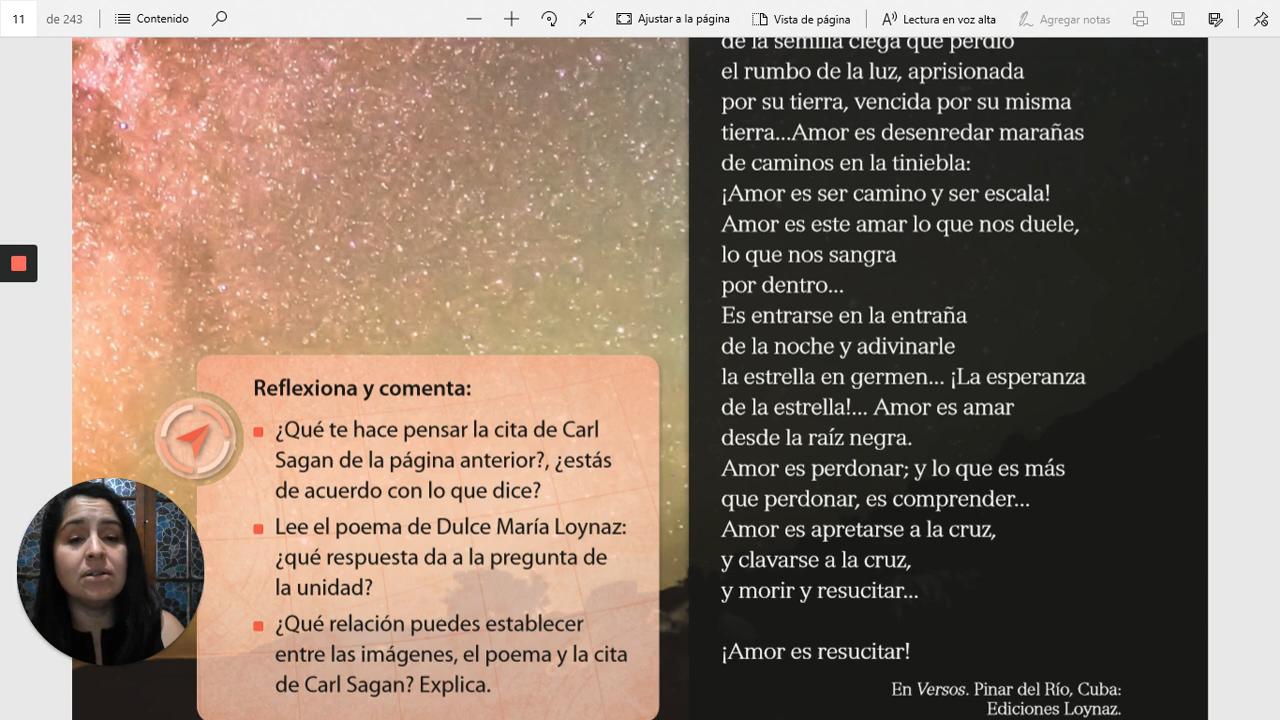 11 de 243 Contenido Ajustar a la página Vista de página Lectura en voz alta Agregar notas
Reflexiona y comenta:
¿Qué te hace pensar la cita de Carl
Sagan de la página anterior?, ¿estás
de acuerdo con lo que dice?
Lee el poema de Dulce María Loynaz:
¿qué respuesta da a la pregunta de
la unidad?
¿Qué relación puedes establecer
entre las imágenes, el poema y la cita
de Carl Sagan? Explica.
de la semilla ciega que perdió
el rumbo de la luz, aprisionada
por su tierra, vencida por su misma
tierra...Amor es desenredar marañas
de caminos en la tiniebla:
¡Amor es ser camino y ser escala!
Amor es este amar lo que nos duele,
lo que nos sangra
por dentro...
Es entrarse en la entraña
de la noche y adivinarle
la estrella en germen... ¡La esperanza
de la estrella!... Amor es amar
desde la raíz negra.
Amor es perdonar; y lo que es más
que perdonar, es comprender...
Amor es apretarse a la cruz,
y clavarse a la cruz,
y morir y resucitar...
¡Amor es resucitar!
En Versos. Pinar del Río, Cuba:
Ediciones Loynaz.